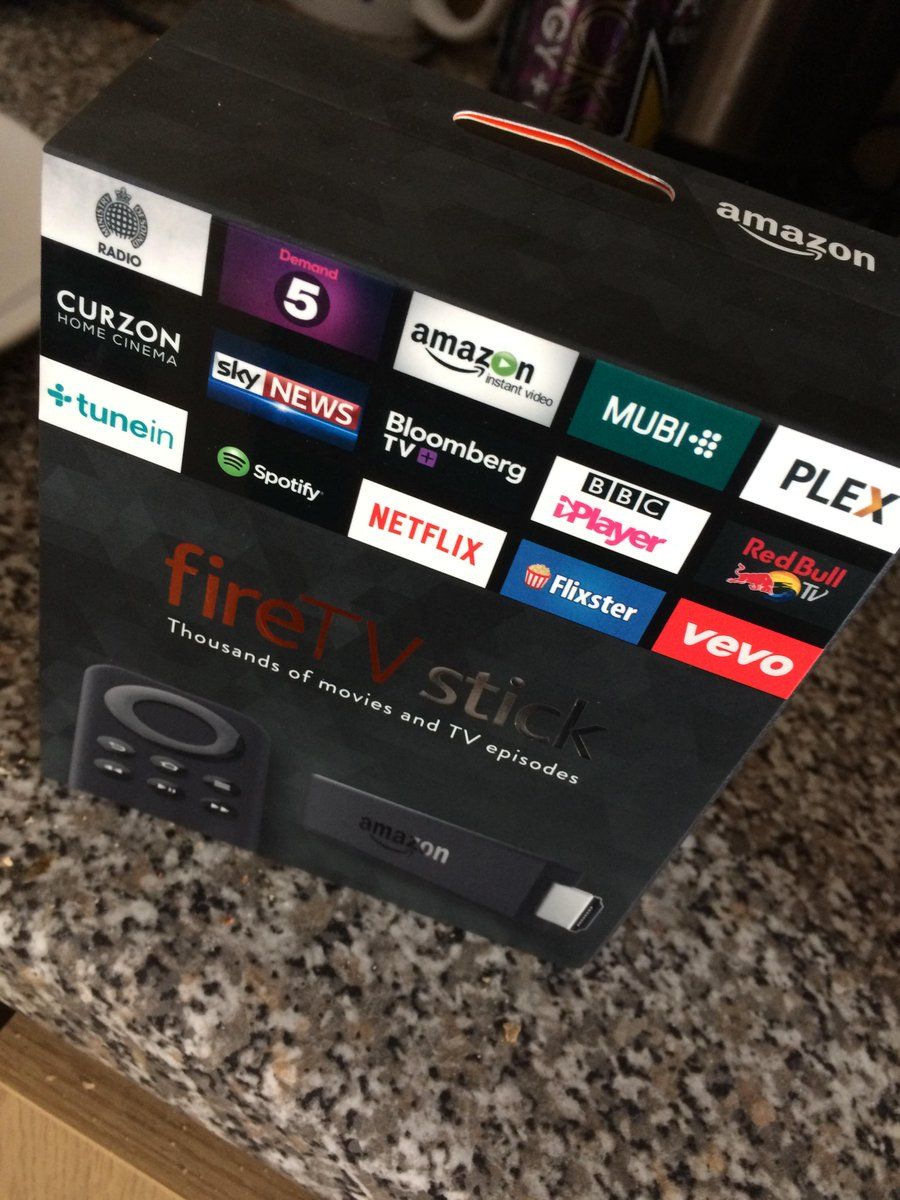 amazon
RADIO
Demand
5
amazon
instant video
MUBI
PLEX
CURZON
HOME CINEMA
sky NEWS
Bloomberg
TV+
BBC
iPlayer
Red Bull
TV
tunein
Spotify
NETFLIX
Flixster
vevo
fireTV stick
Thousands of movies and TV episodes
amazon